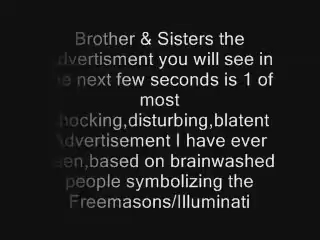 Brother & Sisters the
advertisment you will see in
the next few seconds is 1 of
most
shocking,disturbing,blatent
Advertisement I have ever
seen,based on brainwashed
people symbolizing the
Freemasons/Illuminati